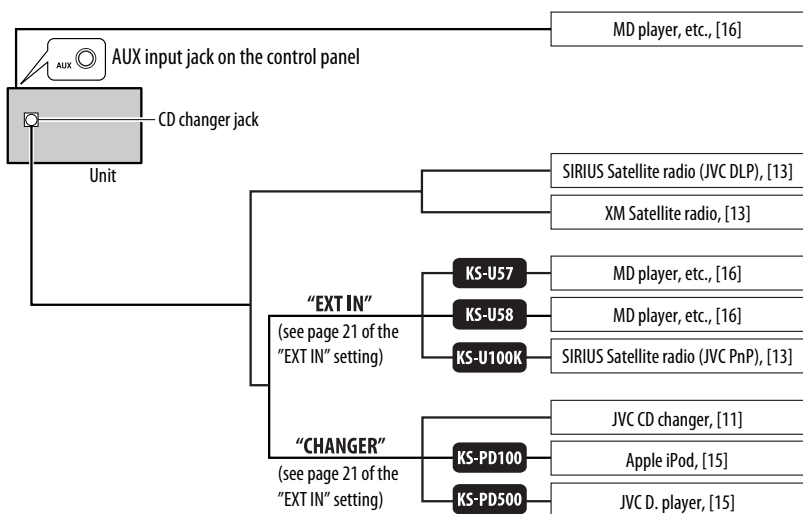 MD player, etc., [16]
AUX
AUX input jack on the control panel
CD changer jack
Unit
SIRIUS Satellite radio (JVC DLP), [13]
XM Satellite radio, [13]
"EXT IN"
(see page 21 of the
"EXT IN" setting)
KS-U57
MD player, etc., [16]
KS-U58
MD player, etc., [16]
KS-U100K
SIRIUS Satellite radio (JVC PnP), [13]
"CHANGER"
(see page 21 of the
"EXT IN" setting)
JVC CD changer, [11]
KS-PD100
Apple iPod, [15]
KS-PD500
JVC D. player, [15]